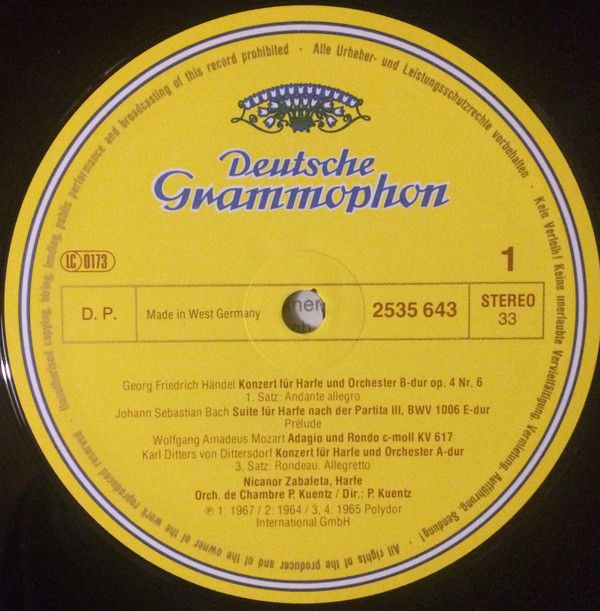 Unauthorised copying, hiring, lending, public performance and broadcasting of this record prohibited · Alle Urheber- und Leistungsschutzrechte vorbehalten · Kein Verleih! Keine unerlaubte Vervielfältigung, Vermietung, Aufführung, Sendung! · All rights of the producer and of the owner of the work reproduced reserved
Deutsche
Grammophon
LC 0173
1
D. P.
Made in West Germany
2535 643
STEREO
33
Georg Friedrich Händel Konzert für Harfe und Orchester B-dur op. 4 Nr. 6
1. Satz: Andante allegro
Johann Sebastian Bach Suite für Harfe nach der Partita III, BWV 1006 E-dur
Prélude
Wolfgang Amadeus Mozart Adagio und Rondo c-moll KV 617
Karl Ditters von Dittersdorf Konzert für Harfe und Orchester A-dur
3. Satz: Rondeau. Allegretto
Nicanor Zabaleta, Harfe
Orch. de Chambre P. Kuentz / Dir.: P. Kuentz
℗ 1: 1967 / 2: 1964 / 3, 4: 1965 Polydor
International GmbH